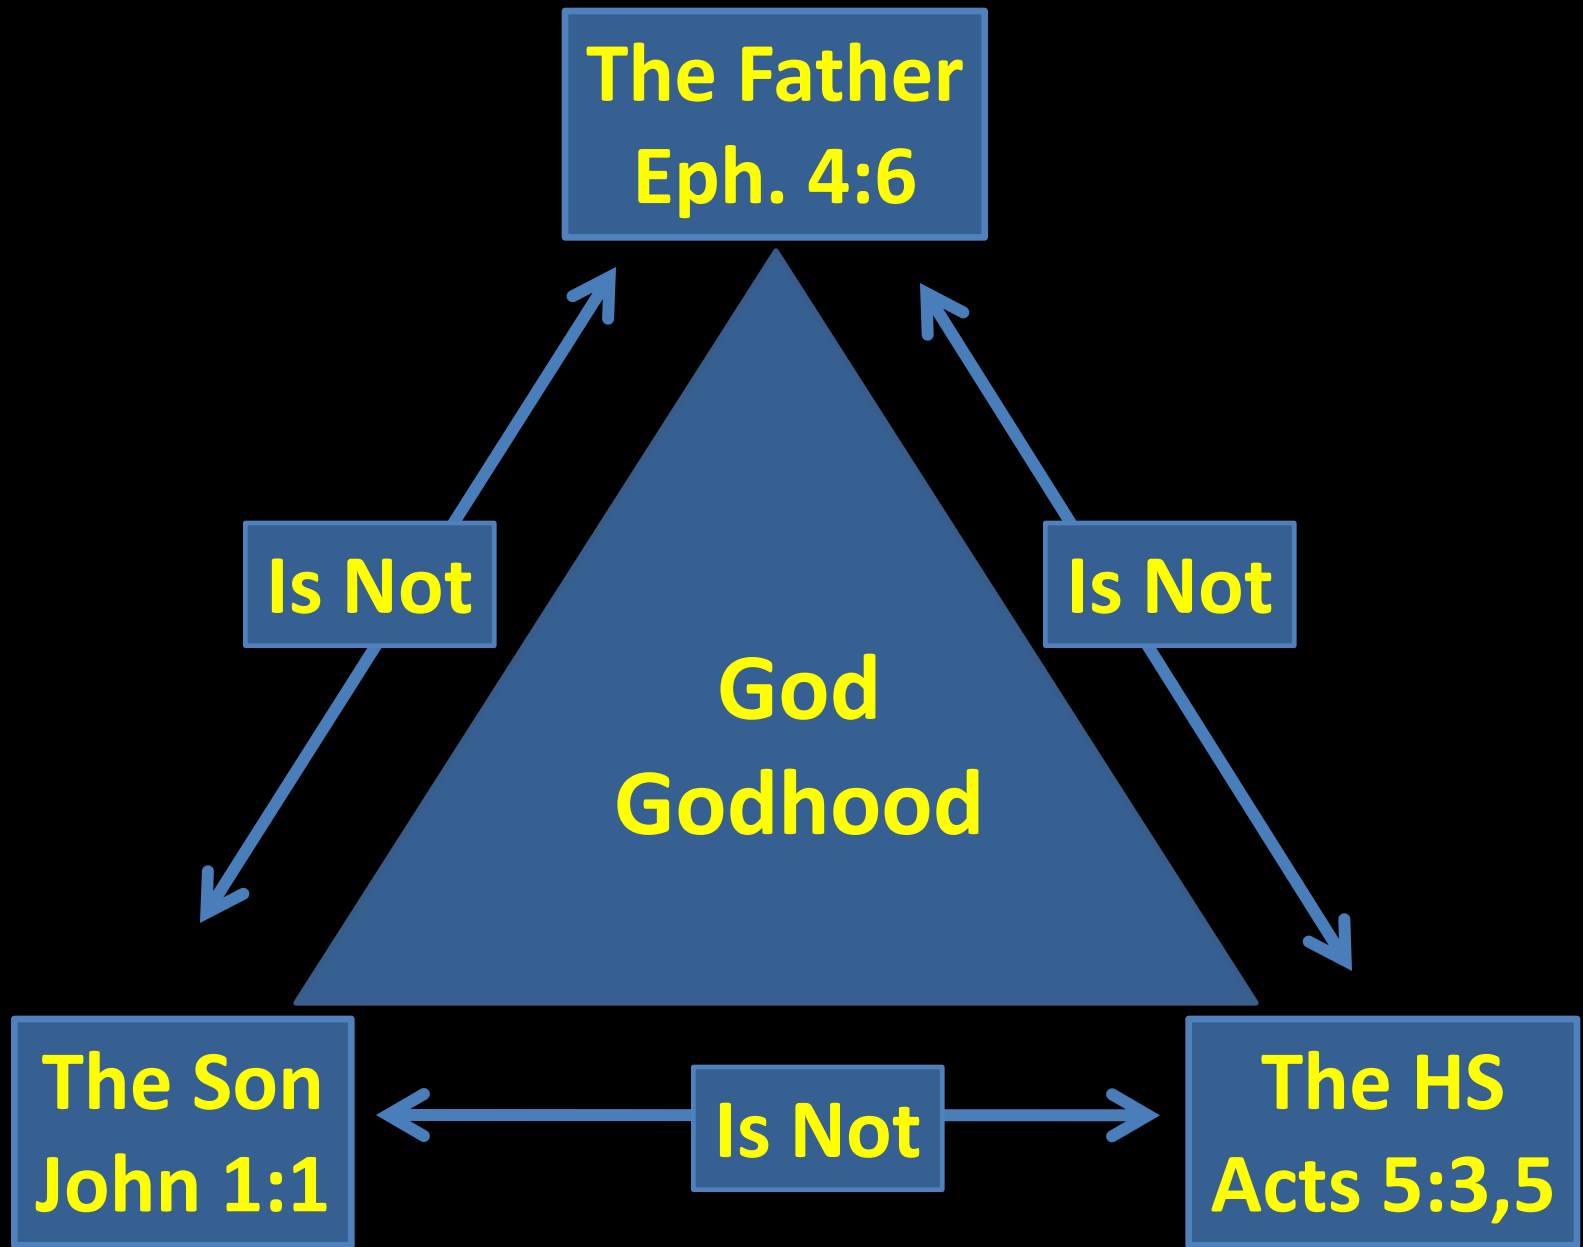 The Father
Eph. 4:6
Is Not
Is Not
God
Godhood
The Son
John 1:1
Is Not
The HS
Acts 5:3,5